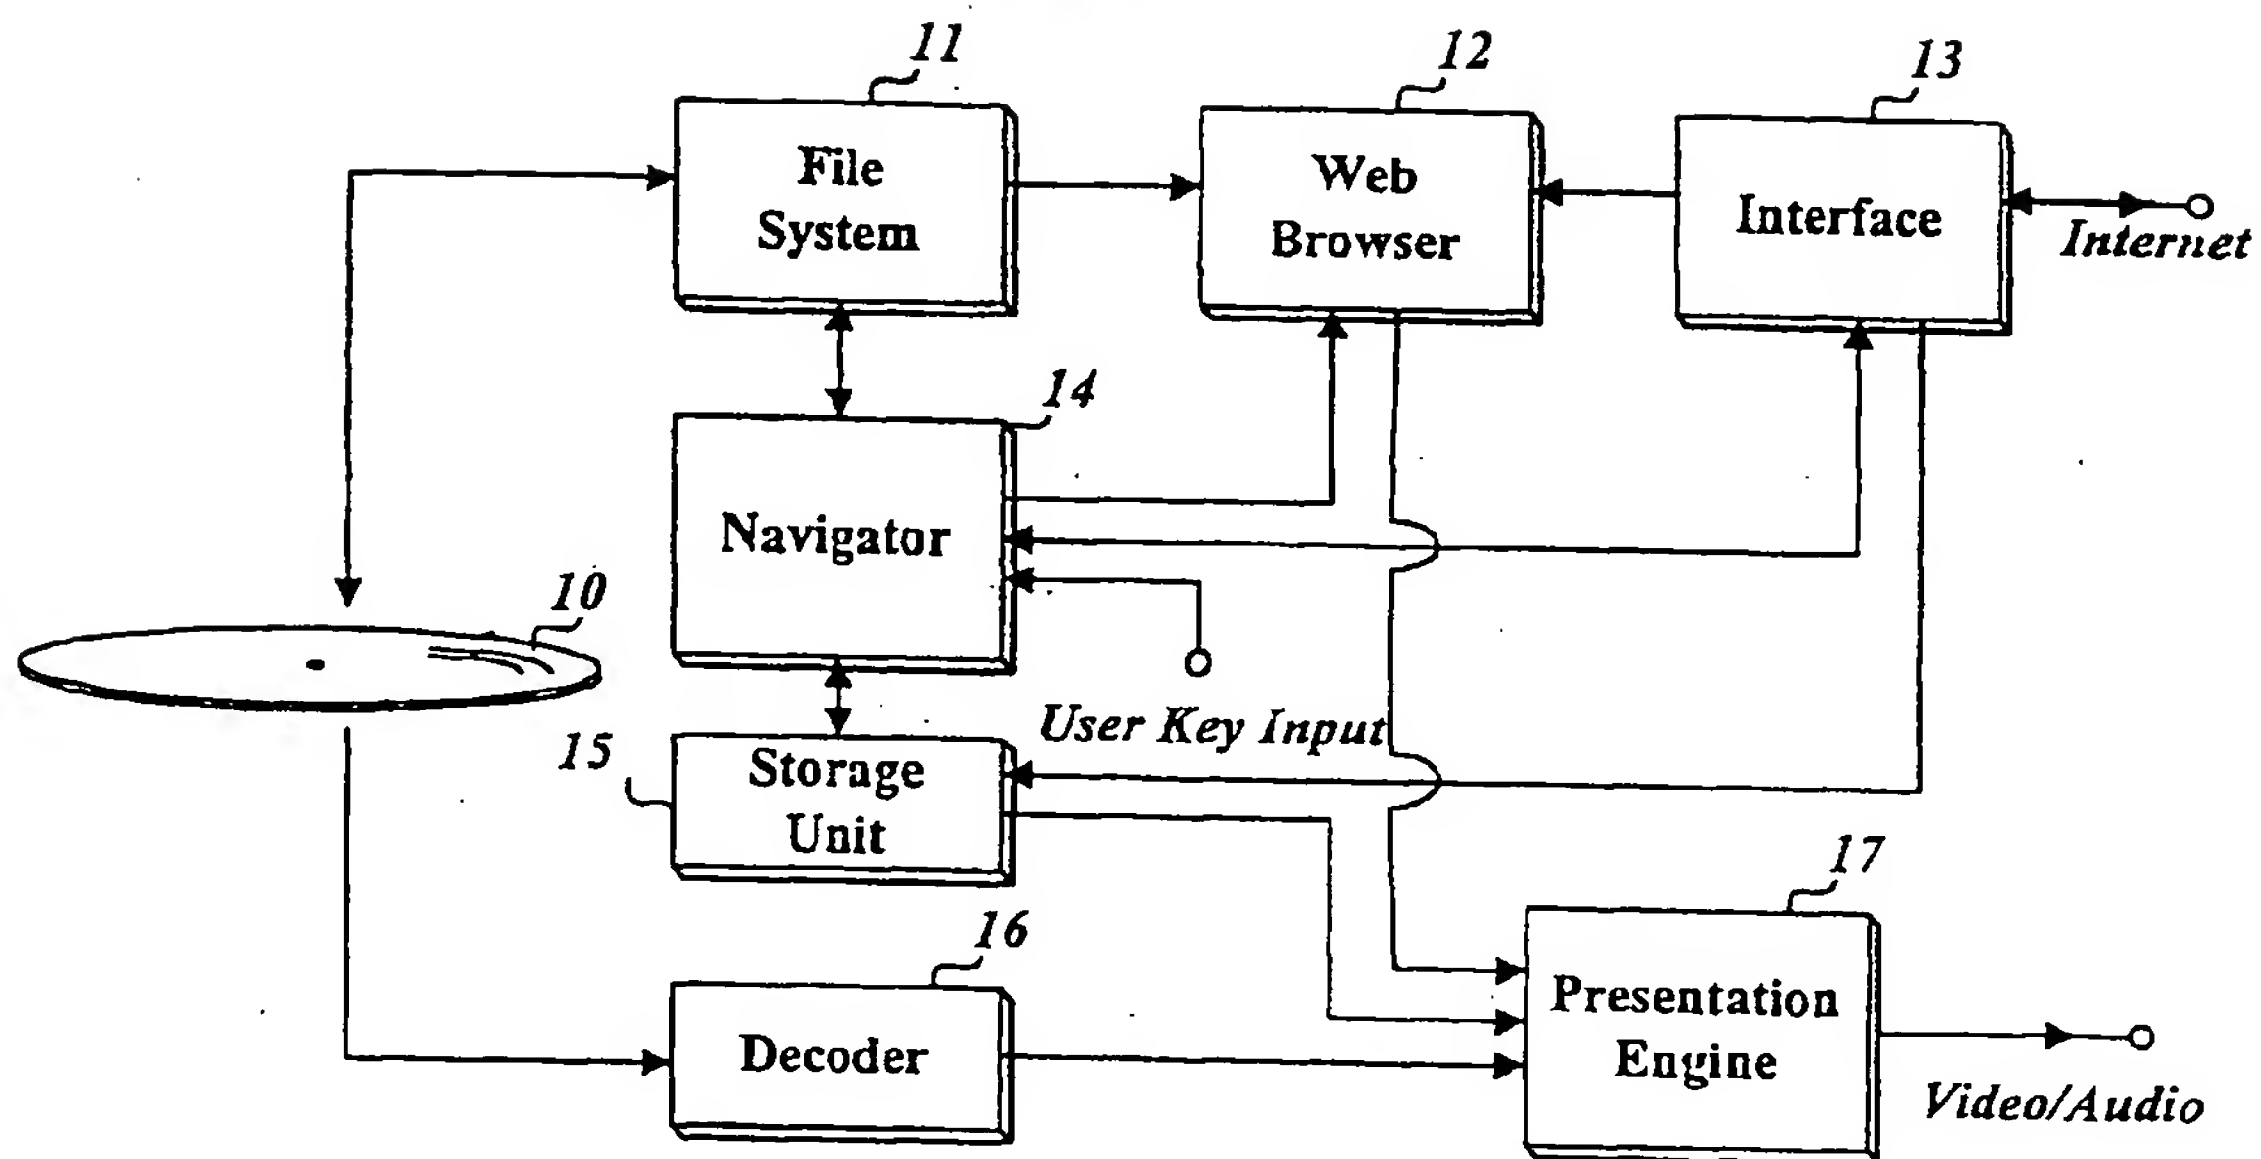 11
12
13
File
System
Web
Browser
Interface
Internet
14
Navigator
10
User Key Input
15
Storage
Unit
16
17
Decoder
Presentation
Engine
Video/Audio